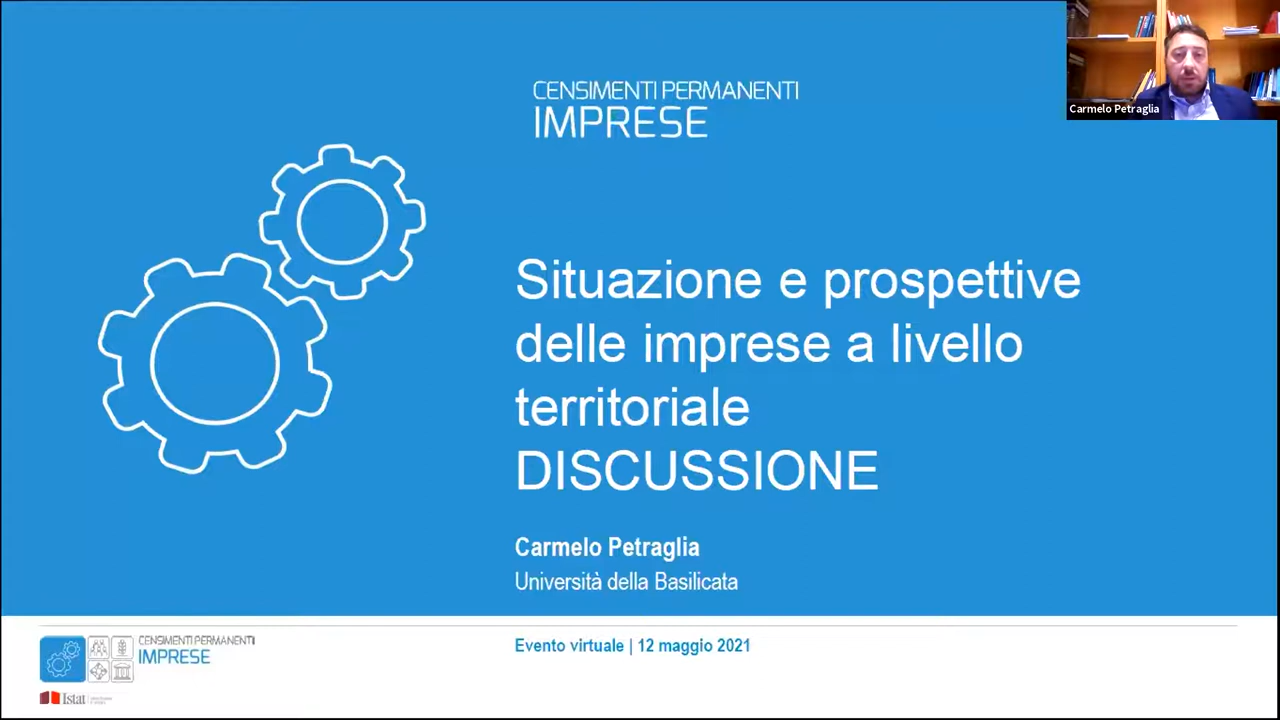 CENSIMENTI PERMANENTI
IMPRESE
Carmelo Petraglia
Situazione e prospettive
delle imprese a livello
territoriale
DISCUSSIONE
Carmelo Petraglia
Università della Basilicata
CENSIMENTI PERMANENTI
IMPRESE
Evento virtuale | 12 maggio 2021
Istat